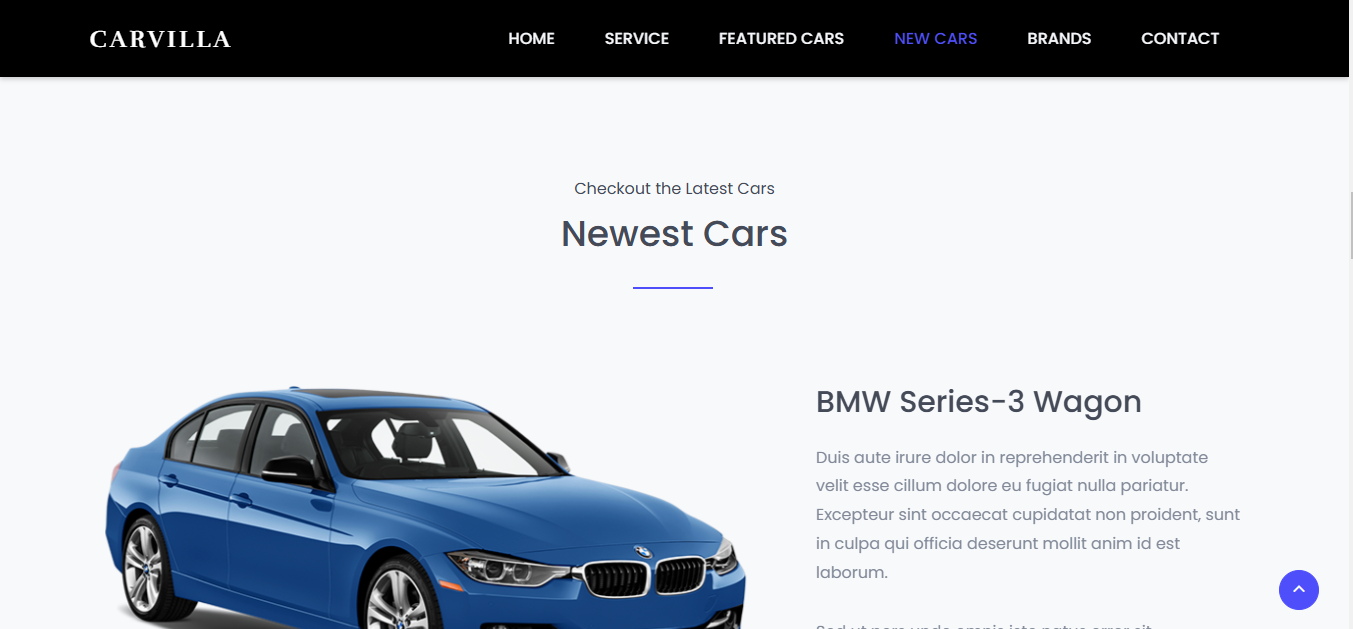 CARVILLA
HOME SERVICE FEATURED CARS NEW CARS BRANDS CONTACT
Checkout the Latest Cars
Newest Cars
BMW Series-3 Wagon
Duis aute irure dolor in reprehenderit in voluptate
velit esse cillum dolore eu fugiat nulla pariatur.
Excepteur sint occaecat cupidatat non proident, sunt
in culpa qui officia deserunt mollit anim id est
laborum.